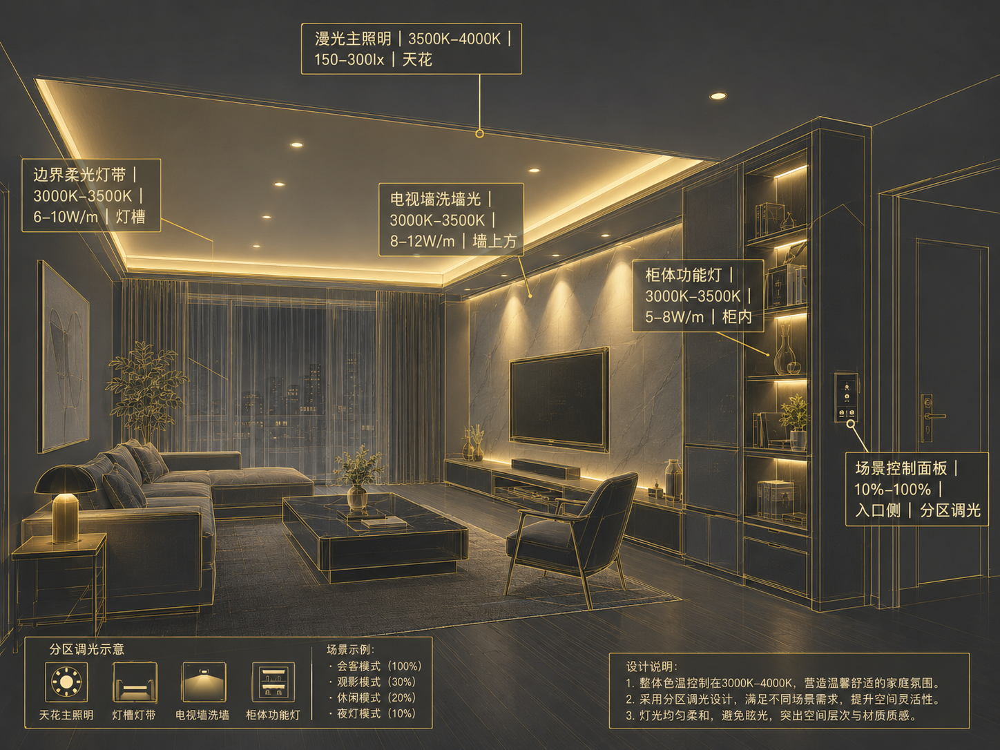 漫光主照明 | 3500K–4000K |
150–300lx | 天花
边界柔光灯带 |
3000K–3500K |
6–10W/m | 灯槽
电视墙洗墙光 |
3000K–3500K |
8–12W/m | 墙上方
柜体功能灯 |
3000K–3500K |
5–8W/m | 柜内
场景控制面板 |
10%–100% |
入口侧 | 分区调光
分区调光示意
天花主照明
灯槽灯带
电视墙洗墙
柜体功能灯
场景示例:
· 会客模式 (100%)
· 观影模式 (30%)
· 休闲模式 (20%)
· 夜灯模式 (10%)
设计说明:
1. 整体色温控制在3000K–4000K，营造温馨舒适的家庭氛围。
2. 采用分区调光设计，满足不同场景需求，提升空间灵活性。
3. 灯光均匀柔和，避免眩光，突出空间层次与材质质感。